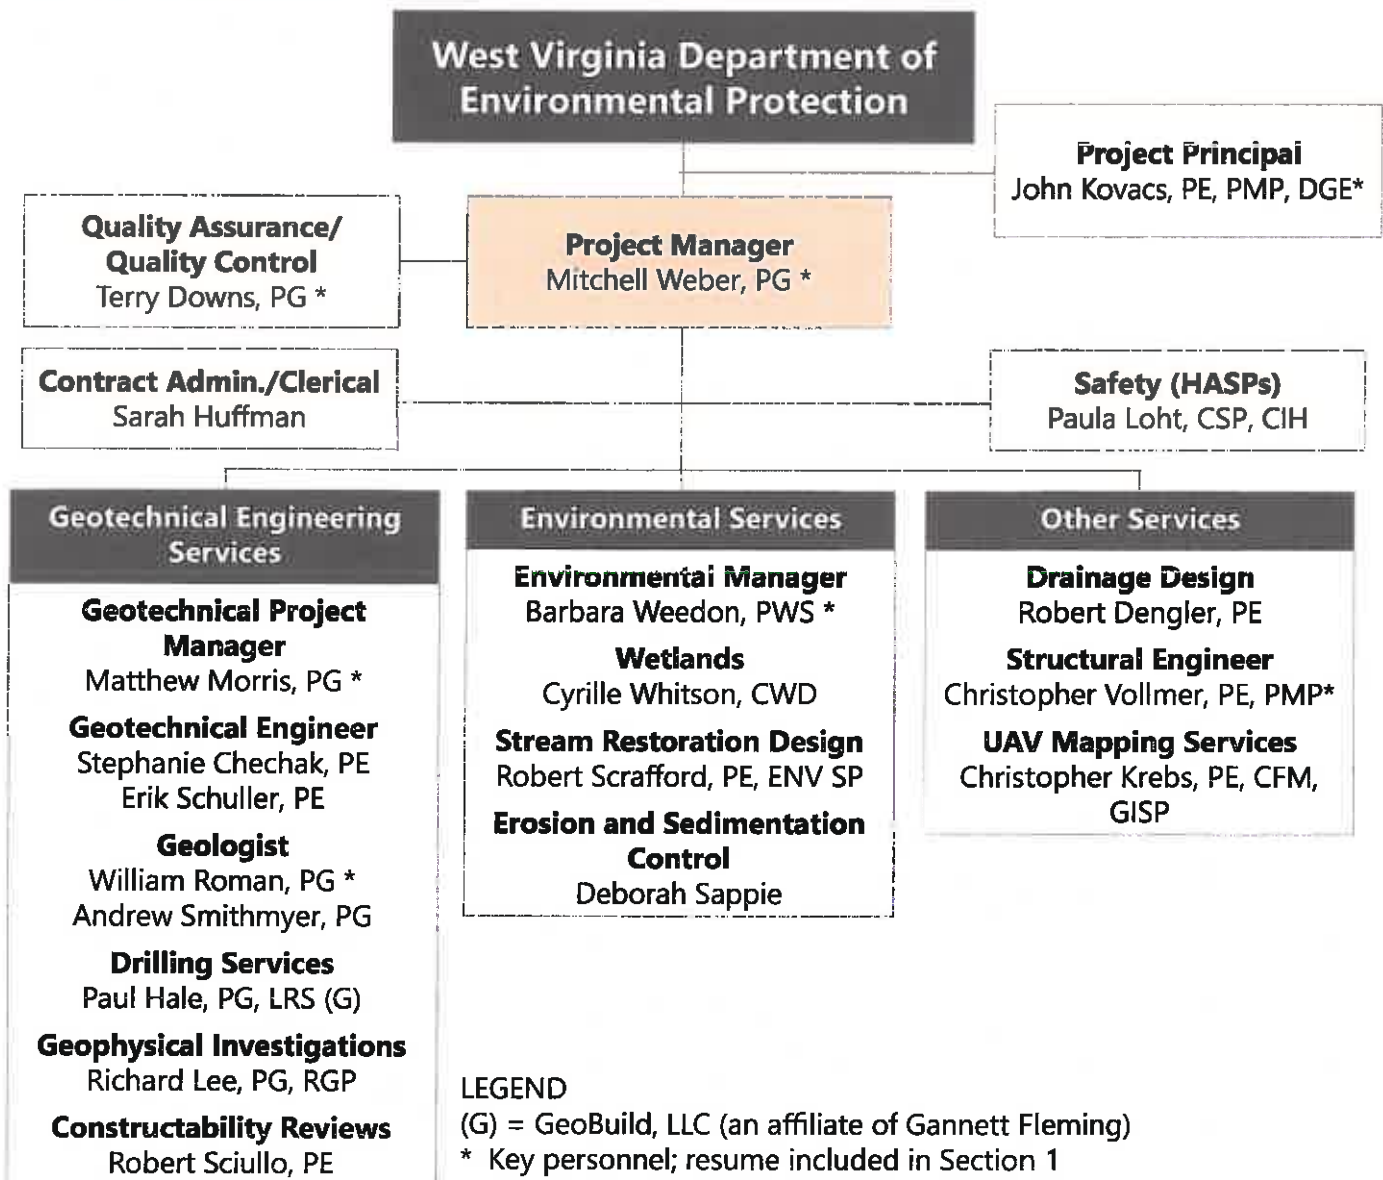 West Virginia Department of
Environmental Protection
Project Principal
John Kovacs, PE, PMP, DGE*
Quality Assurance/
Quality Control
Terry Downs, PG *
Project Manager
Mitchell Weber, PG *
Contract Admin./Clerical
Sarah Huffman
Safety (HASPs)
Paula Loht, CSP, CIH
Geotechnical Engineering
Services
Geotechnical Project
Manager
Matthew Morris, PG *
Geotechnical Engineer
Stephanie Chechak, PE
Erik Schuller, PE
Geologist
William Roman, PG *
Andrew Smithmyer, PG
Drilling Services
Paul Hale, PG, LRS (G)
Geophysical Investigations
Richard Lee, PG, RGP
Constructability Reviews
Robert Sciullo, PE
Environmental Services
Environmental Manager
Barbara Weedon, PWS *
Wetlands
Cyrille Whitson, CWD
Stream Restoration Design
Robert Scrafford, PE, ENV SP
Erosion and Sedimentation
Control
Deborah Sappie
Other Services
Drainage Design
Robert Dengler, PE
Structural Engineer
Christopher Vollmer, PE, PMP*
UAV Mapping Services
Christopher Krebs, PE, CFM,
GISP
LEGEND
(G) = GeoBuild, LLC (an affiliate of Gannett Fleming)
* Key personnel; resume included in Section 1